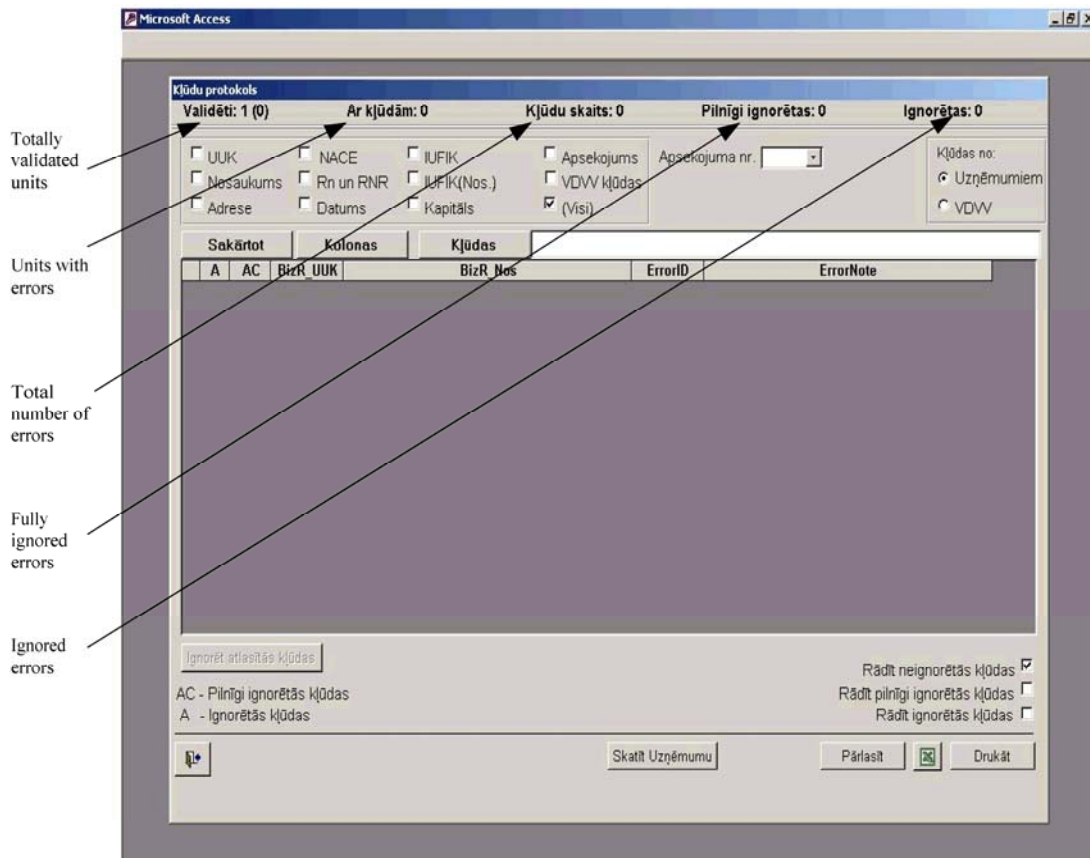 Microsoft Access
Kļūdu protokols
Validēti: 1 (0) Ar kļūdām: 0 Kļūdu skaits: 0 Pilnīgi ignorētas: 0 Ignorētas: 0
UUK NACE IUFIK Apsekojums Apsekojuma nr. Kļūdas no:
Nosaukums Rn un RNR IUFIK(Nos.) VDVV kļūdas Uzņēmumiem
Adrese Datums Kapitāls (Visi) VDVV
Sakārtot Kolonas Kļūdas
A AC BizR_UUK BizR_Nos ErrorID ErrorNote
Totally
validated
units
Units with
errors
Total
number of
errors
Fully
ignored
errors
Ignored
errors
Ignorēt atlasītās kļūdas
Rādīt neignorētās kļūdas
AC - Pilnīgi ignorētās kļūdas Rādīt pilnīgi ignorētās kļūdas
A - Ignorētās kļūdas Rādīt ignorētās kļūdas
Skatīt Uzņēmumu Pārlasīt Drukāt